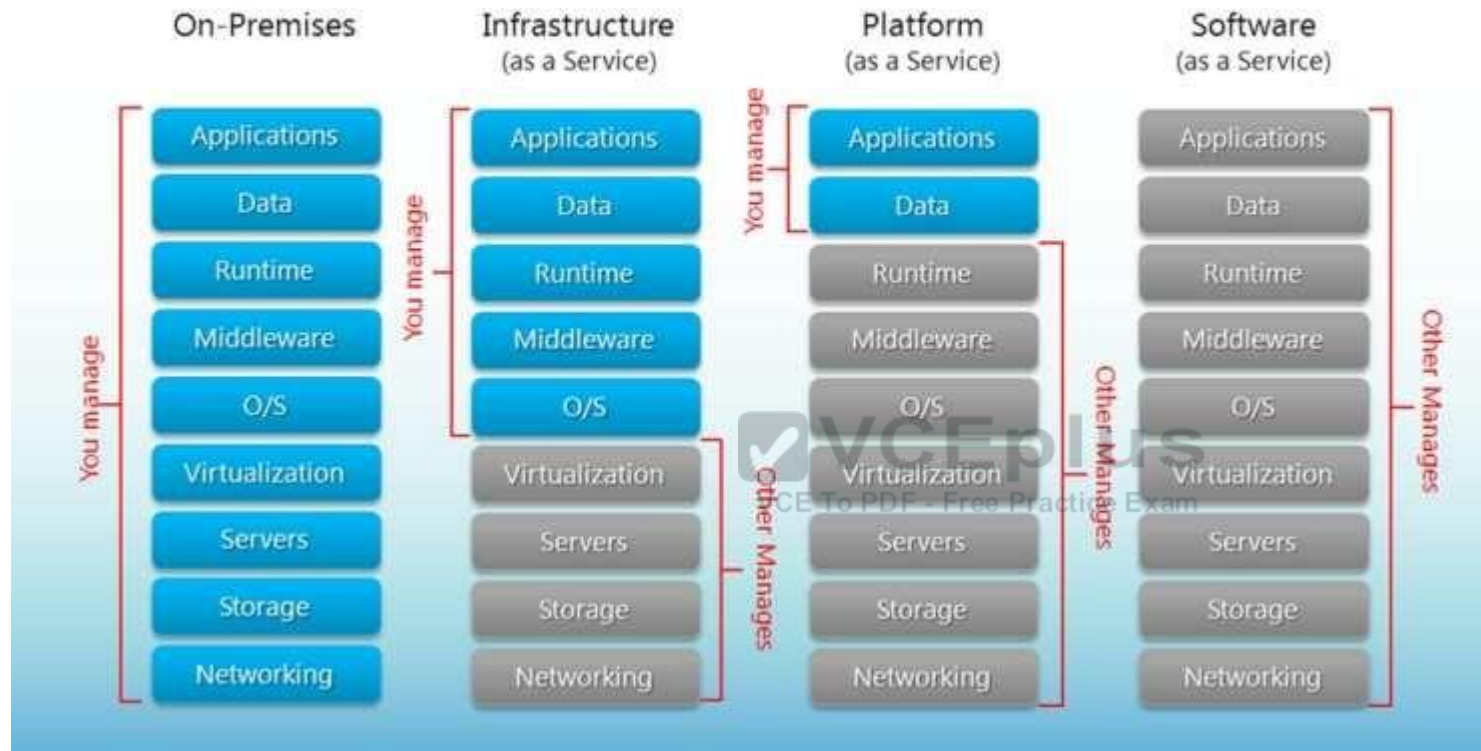 On-Premises
Applications
Data
Runtime
Middleware
O/S
Virtualization
Servers
Storage
Networking
You manage
Infrastructure
(as a Service)
Applications
Data
Runtime
Middleware
O/S
Virtualization
Servers
Storage
Networking
You manage
Other Manages
Platform
(as a Service)
Applications
Data
Runtime
Middleware
O/S
Virtualization
Servers
Storage
Networking
You manage
Other Manages
Software
(as a Service)
Applications
Data
Runtime
Middleware
O/S
Virtualization
Servers
Storage
Networking
Other Manages
VCEplus
VCE To PDF - Free Practice Exam